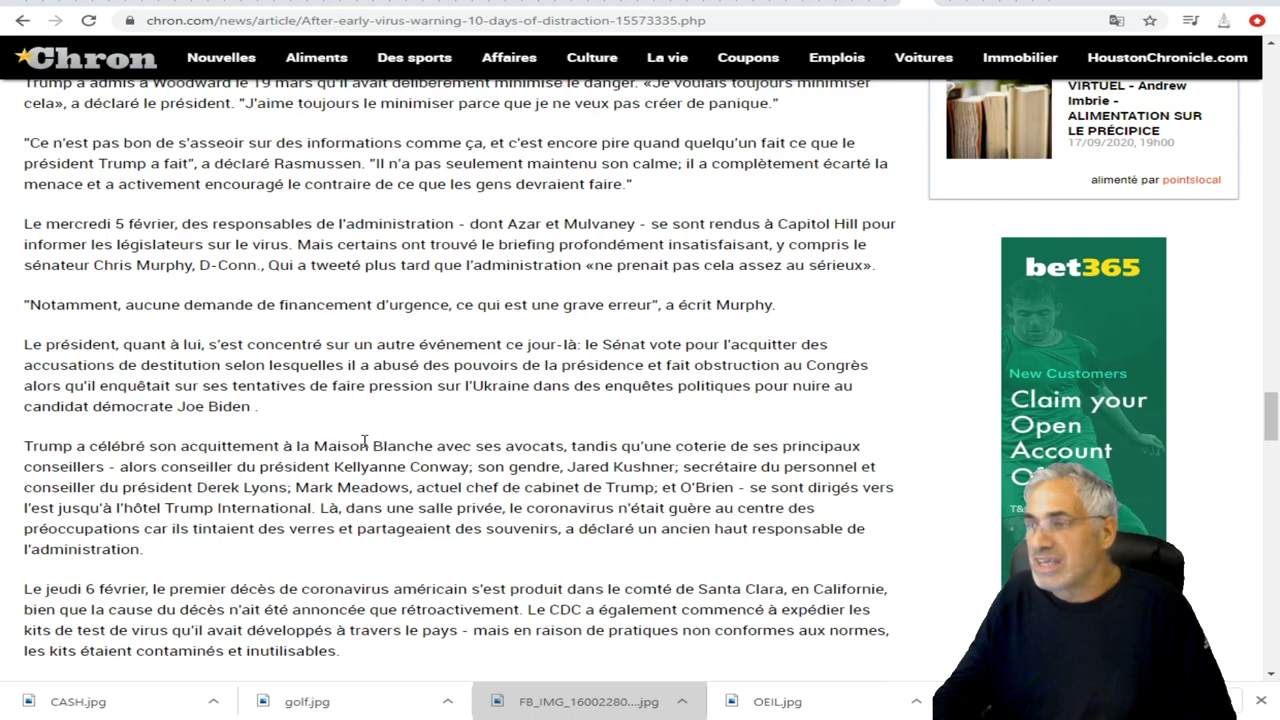 chron.com/news/article/After-early-virus-warning-10-days-of-distraction-15573335.php
Chron
Nouvelles
Aliments
Des sports
Affaires
Culture
La vie
Coupons
Emplois
Voitures
Immobilier
HoustonChronicle.com
Trump a admis à Woodward le 19 mars qu'il avait délibérément minimisé le danger. «Je voulais toujours minimiser
cela», a déclaré le président. "J'aime toujours le minimiser parce que je ne veux pas créer de panique."
"Ce n'est pas bon de s'asseoir sur des informations comme ça, et c'est encore pire quand quelqu'un fait ce que le
président Trump a fait", a déclaré Rasmussen. "Il n'a pas seulement maintenu son calme; il a complètement écarté la
menace et a activement encouragé le contraire de ce que les gens devraient faire."
Le mercredi 5 février, des responsables de l'administration - dont Azar et Mulvaney - se sont rendus à Capitol Hill pour
informer les législateurs sur le virus. Mais certains ont trouvé le briefing profondément insatisfaisant, y compris le
sénateur Chris Murphy, D-Conn., Qui a tweeté plus tard que l'administration «ne prenait pas cela assez au sérieux».
"Notamment, aucune demande de financement d'urgence, ce qui est une grave erreur", a écrit Murphy.
Le président, quant à lui, s'est concentré sur un autre événement ce jour-là: le Sénat vote pour l'acquitter des
accusations de destitution selon lesquelles il a abusé des pouvoirs de la présidence et fait obstruction au Congrès
alors qu'il enquêtait sur ses tentatives de faire pression sur l'Ukraine dans des enquêtes politiques pour nuire au
candidat démocrate Joe Biden .
Trump a célébré son acquittement à la Maison Blanche avec ses avocats, tandis qu'une coterie de ses principaux
conseillers - alors conseiller du président Kellyanne Conway; son gendre, Jared Kushner; secrétaire du personnel et
conseiller du président Derek Lyons; Mark Meadows, actuel chef de cabinet de Trump; et O'Brien - se sont dirigés vers
l'est jusqu'à l'hôtel Trump International. Là, dans une salle privée, le coronavirus n'était guère au centre des
préoccupations car ils tintaient des verres et partageaient des souvenirs, a déclaré un ancien haut responsable de
l'administration.
Le jeudi 6 février, le premier décès de coronavirus américain s'est produit dans le comté de Santa Clara, en Californie,
bien que la cause du décès n'ait été annoncée que rétroactivement. Le CDC a également commencé à expédier les
kits de test de virus qu'il avait développés à travers le pays - mais en raison de pratiques non conformes aux normes,
les kits étaient contaminés et inutilisables.
VIRTUEL - Andrew
Imbrie -
ALIMENTATION SUR
LE PRÉCIPICE
17/09/2020, 19h00
alimenté par pointslocal
bet365
New Customers
Claim your
Open
Account
CASH.jpg
golf.jpg
FB_IMG_16002280....jpg
OEIL.jpg